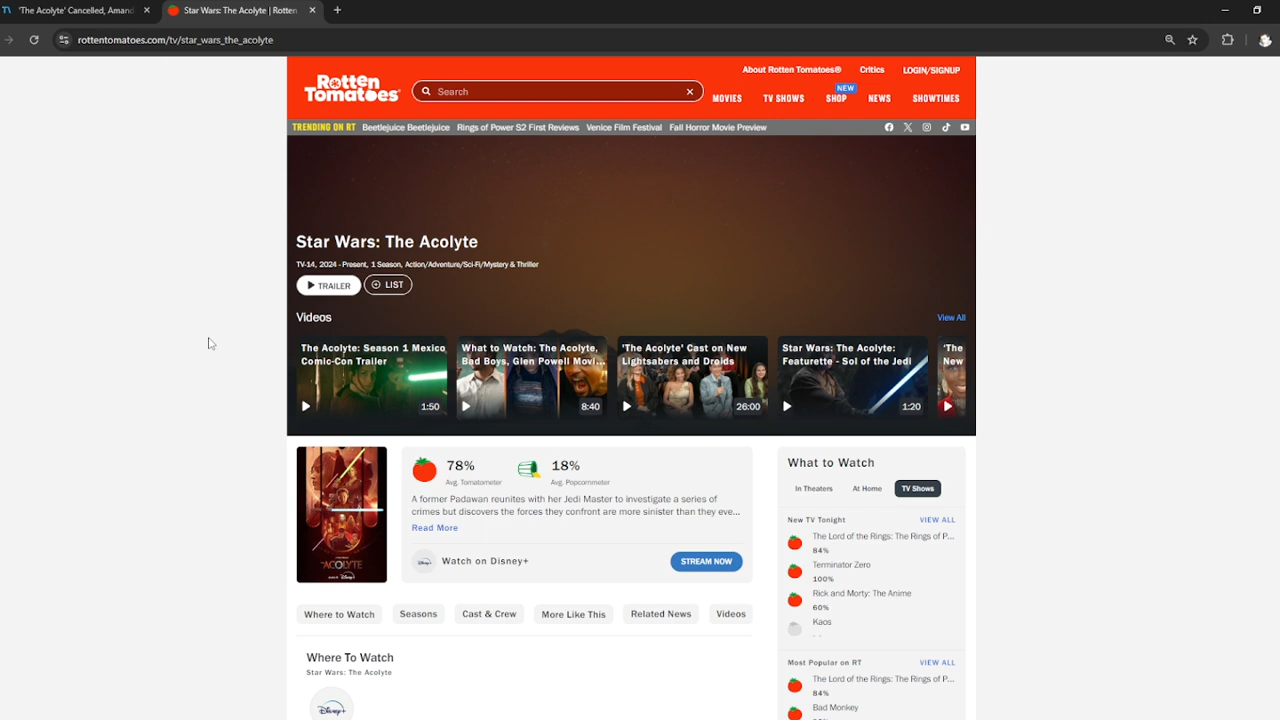 'The Acolyte' Cancelled, Amand
Star Wars: The Acolyte | Rotten
rottentomatoes.com/tv/star_wars_the_acolyte
About Rotten Tomatoes®
Critics
LOGIN/SIGNUP
Rotten
Tomatoes®
Search
NEW
MOVIES
TV SHOWS
SHOP
NEWS
SHOWTIMES
TRENDING ON RT
Beetlejuice Beetlejuice
Rings of Power S2 First Reviews
Venice Film Festival
Fall Horror Movie Preview
Star Wars: The Acolyte
TV-14, 2024 - Present, 1 Season, Action/Adventure/Sci-Fi/Mystery & Thriller
TRAILER
LIST
Videos
View All
The Acolyte: Season 1 Mexico
Comic-Con Trailer
1:50
What to Watch: The Acolyte,
Bad Boys, Glen Powell Movi...
8:40
'The Acolyte' Cast on New
Lightsabers and Droids
26:00
Star Wars: The Acolyte:
Featurette - Sol of the Jedi
1:20
'The
New
78%
Avg. Tomatometer
18%
Avg. Popcornmeter
A former Padawan reunites with her Jedi Master to investigate a series of
crimes but discovers the forces they confront are more sinister than they eve...
Read More
Disney+
Watch on Disney+
STREAM NOW
ACOLYTE
Disney+
Where to Watch
Seasons
Cast & Crew
More Like This
Related News
Videos
Where To Watch
Star Wars: The Acolyte
Disney+
What to Watch
In Theaters
At Home
TV Shows
New TV Tonight
VIEW ALL
The Lord of the Rings: The Rings of P...
84%
Terminator Zero
100%
Rick and Morty: The Anime
60%
Kaos
- -
Most Popular on RT
VIEW ALL
The Lord of the Rings: The Rings of P...
84%
Bad Monkey